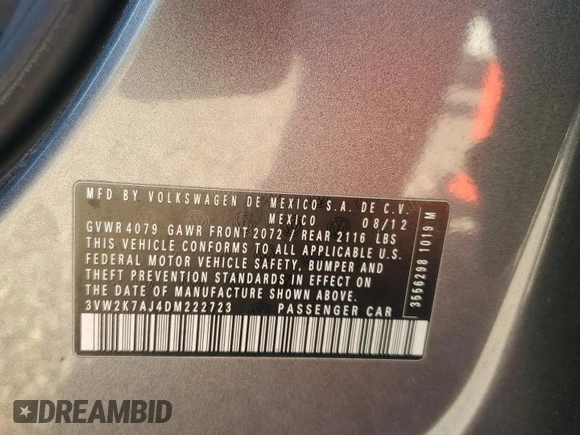 MFD BY VOLKSWAGEN DE MEXICO S.A. DE C.V.
MEXICO 08/12
GVWR 4079 GAWR FRONT 2072 / REAR 2116 LBS
THIS VEHICLE CONFORMS TO ALL APPLICABLE U.S.
FEDERAL MOTOR VEHICLE SAFETY, BUMPER AND
THEFT PREVENTION STANDARDS IN EFFECT ON
THE DATE OF MANUFACTURE SHOWN ABOVE.
3VW2K7AJ4DM222723 PASSENGER CAR
3556298 1019 M
DREAMBID